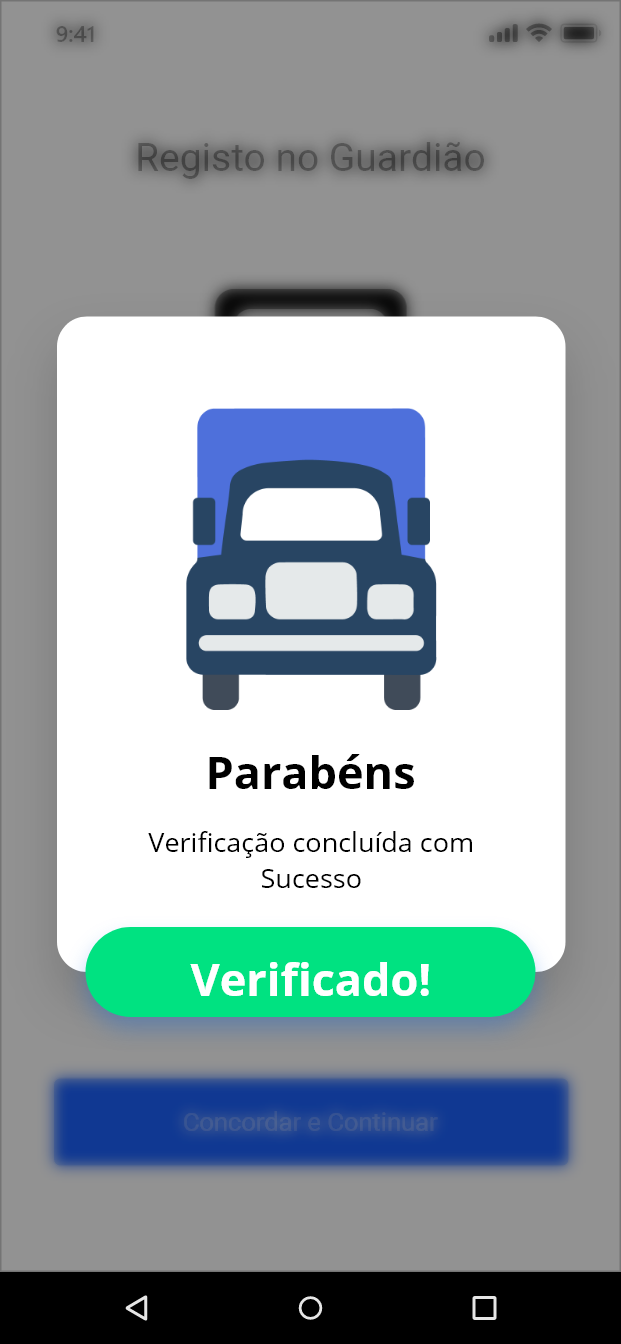 9:41
Registo no Guardião
Parabéns
Verificação concluída com
Sucesso
Verificado!
Concordar e Continuar